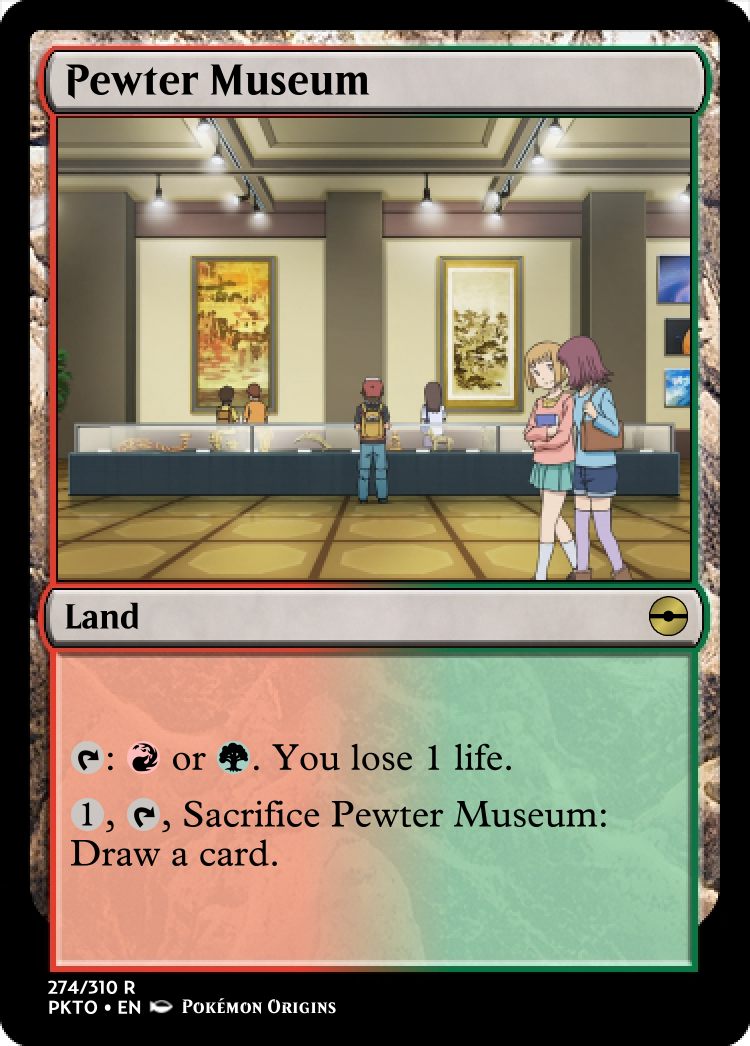 Pewter Museum
Land
: or . You lose 1 life.
1, , Sacrifice Pewter Museum:
Draw a card.
274/310 R
PKTO • EN Pokémon Origins